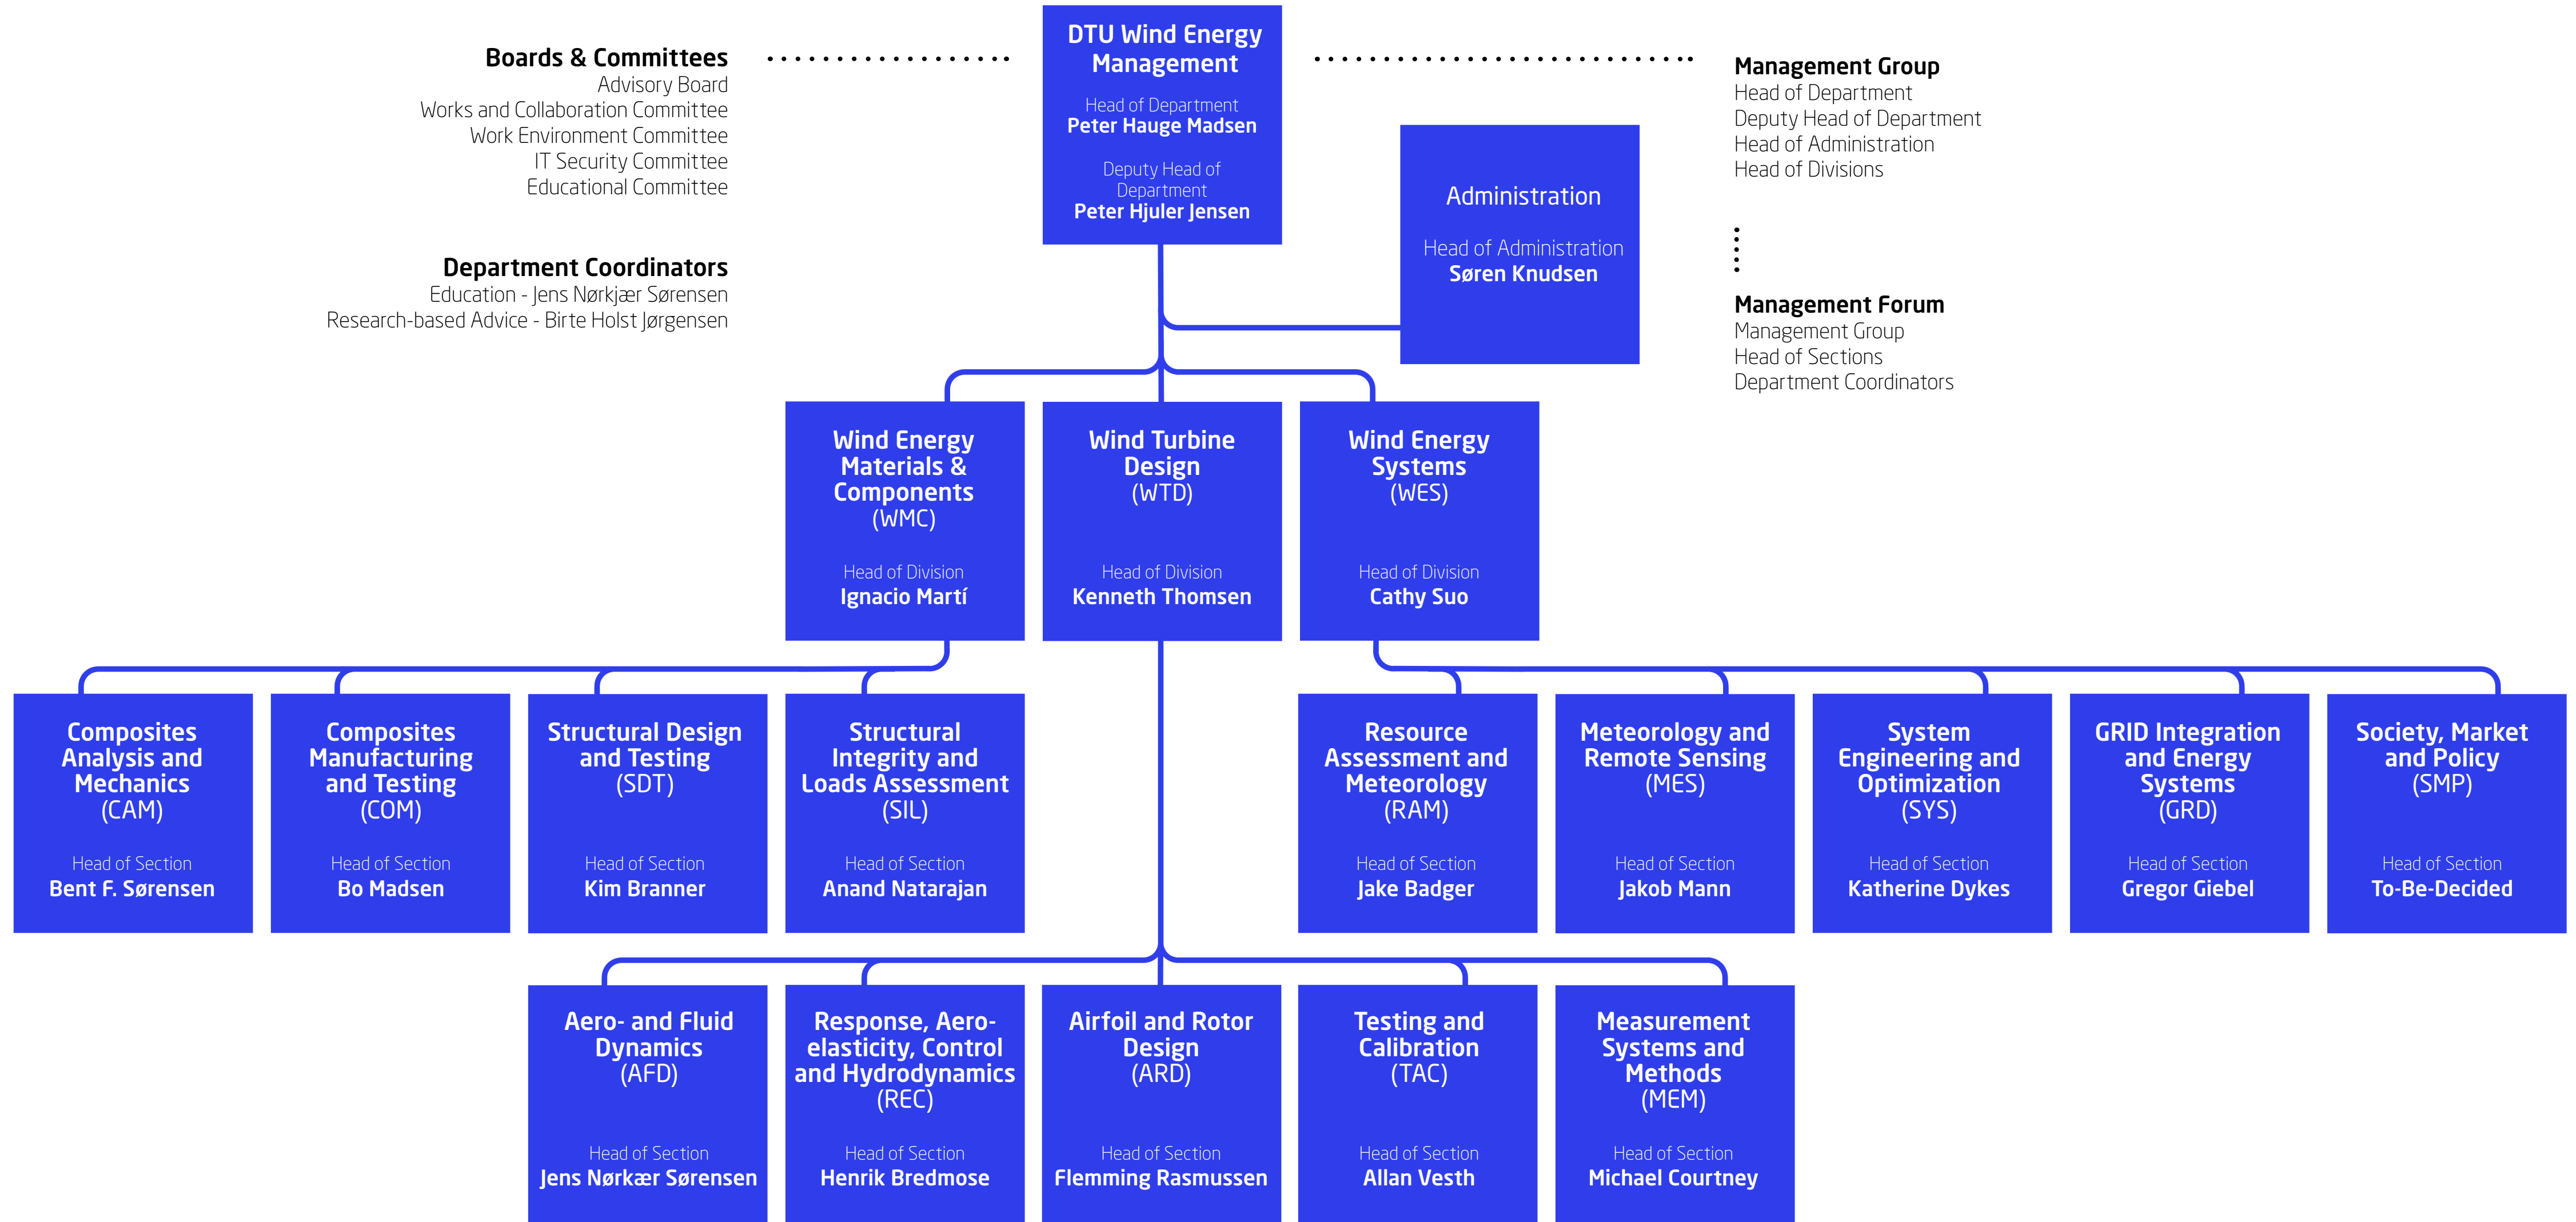 Boards & Committees
Advisory Board
Works and Collaboration Committee
Work Environment Committee
IT Security Committee
Educational Committee
Department Coordinators
Education - Jens Nørkjær Sørensen
Research-based Advice - Birte Holst Jørgensen
DTU Wind Energy
Management
Head of Department
Peter Hauge Madsen
Deputy Head of
Department
Peter Hjuler Jensen
Administration
Head of Administration
Søren Knudsen
Management Group
Head of Department
Deputy Head of Department
Head of Administration
Head of Divisions
Management Forum
Management Group
Head of Sections
Department Coordinators
Wind Energy
Materials &
Components
(WMC)
Head of Division
Ignacio Martí
Wind Turbine
Design
(WTD)
Head of Division
Kenneth Thomsen
Wind Energy
Systems
(WES)
Head of Division
Cathy Suo
Composites
Analysis and
Mechanics
(CAM)
Head of Section
Bent F. Sørensen
Composites
Manufacturing
and Testing
(COM)
Head of Section
Bo Madsen
Structural Design
and Testing
(SDT)
Head of Section
Kim Branner
Structural
Integrity and
Loads Assessment
(SIL)
Head of Section
Anand Natarajan
Resource
Assessment and
Meteorology
(RAM)
Head of Section
Jake Badger
Meteorology and
Remote Sensing
(MES)
Head of Section
Jakob Mann
System
Engineering and
Optimization
(SYS)
Head of Section
Katherine Dykes
GRID Integration
and Energy
Systems
(GRD)
Head of Section
Gregor Giebel
Society, Market
and Policy
(SMP)
Head of Section
To-Be-Decided
Aero- and Fluid
Dynamics
(AFD)
Head of Section
Jens Nørkær Sørensen
Response, Aero-
elasticity, Control
and Hydrodynamics
(REC)
Head of Section
Henrik Bredmose
Airfoil and Rotor
Design
(ARD)
Head of Section
Flemming Rasmussen
Testing and
Calibration
(TAC)
Head of Section
Allan Vesth
Measurement
Systems and
Methods
(MEM)
Head of Section
Michael Courtney